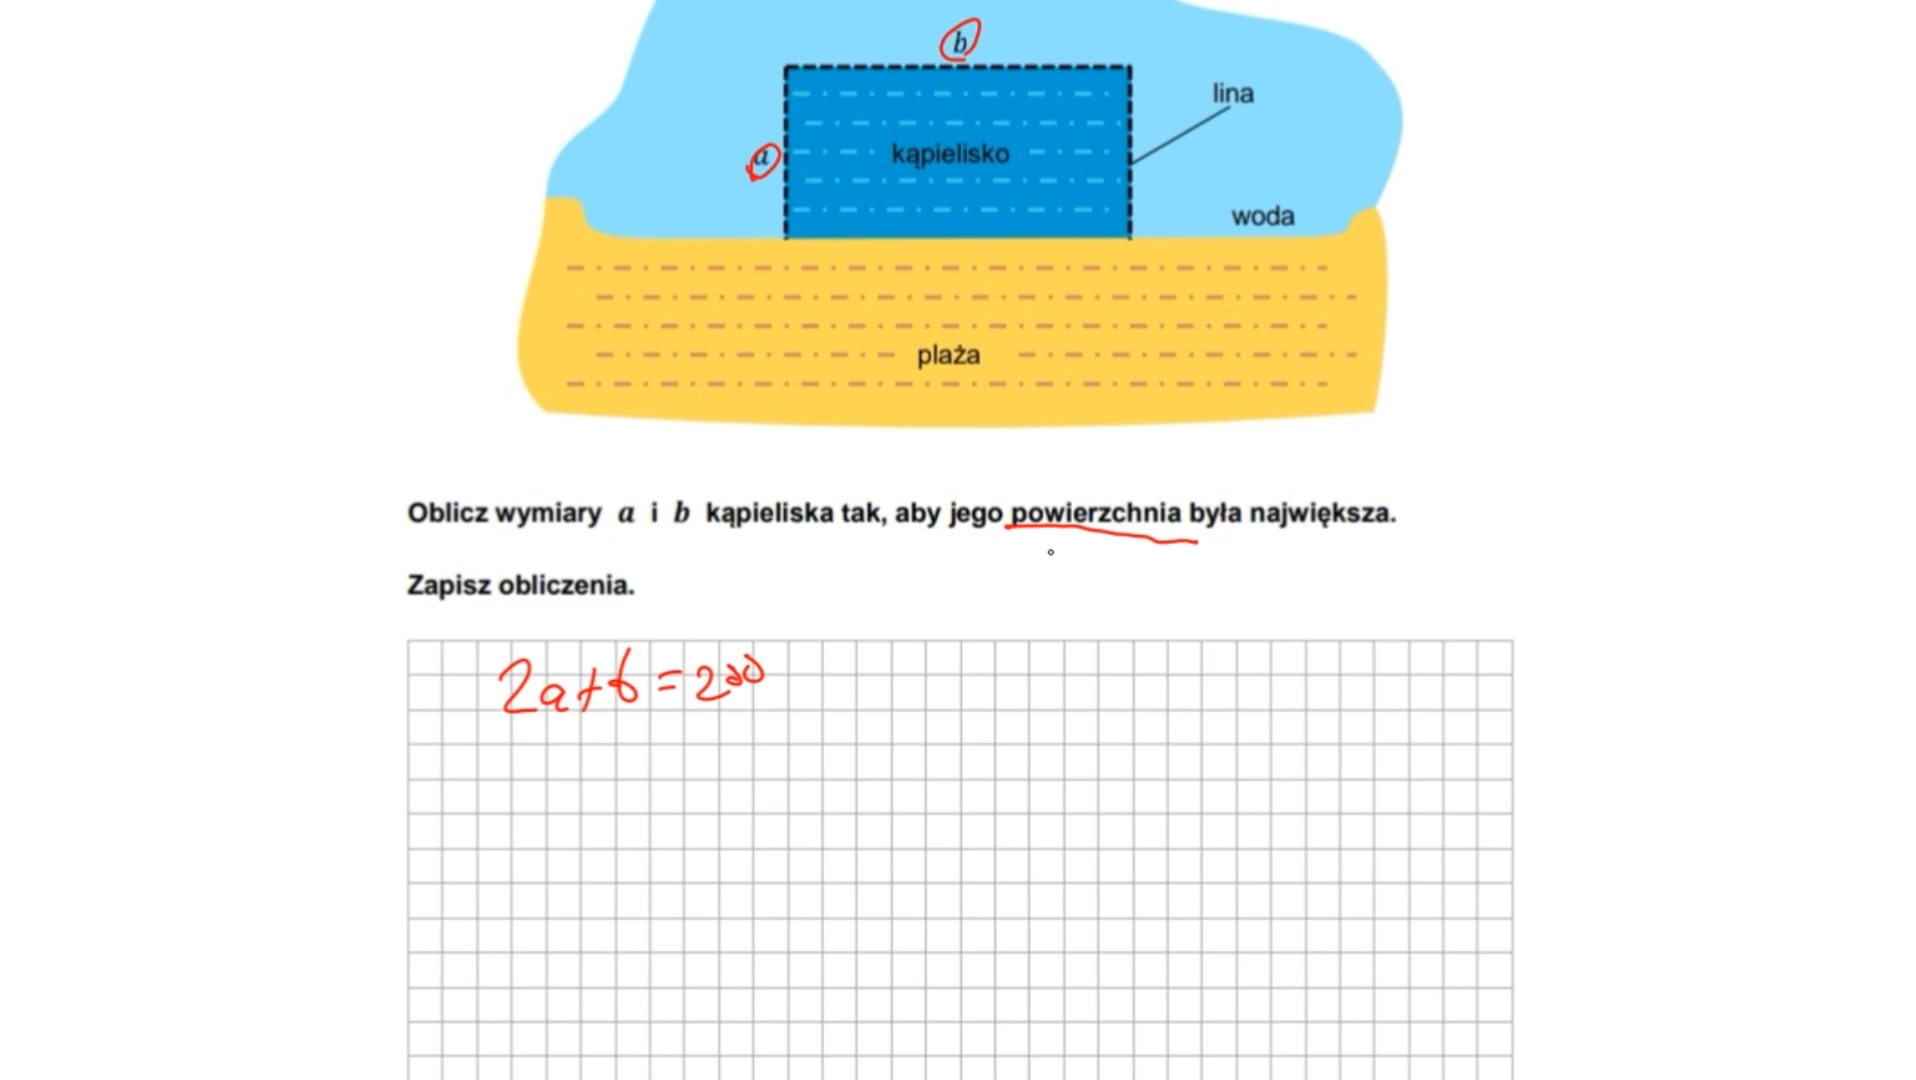 b
lina
a
kąpielisko
woda
plaża
Oblicz wymiary a i b kąpieliska tak, aby jego powierzchnia była największa.
Zapisz obliczenia.
2a+b=200